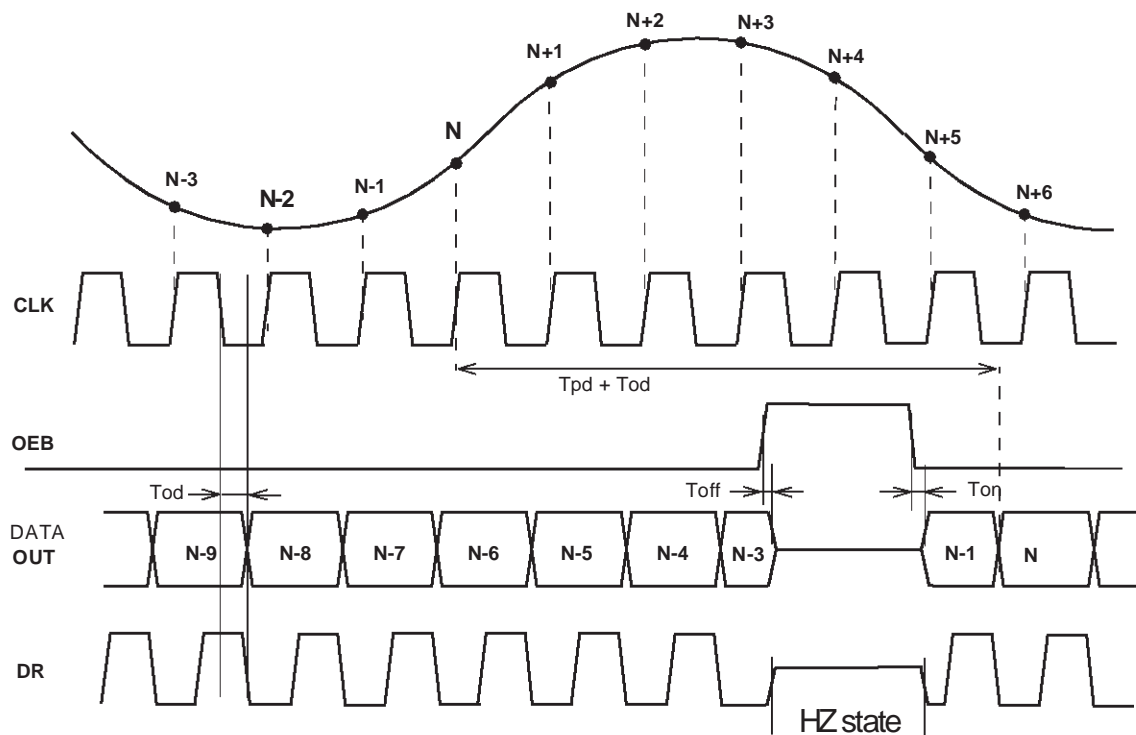 N+2 N+3
N+1 N+4
N N+5
N-3 N-2 N-1 N+6
CLK
Tpd + Tod
OEB
Tod Toff Ton
DATA
OUT N-9 N-8 N-7 N-6 N-5 N-4 N-3 N-1 N
DR
HZ state